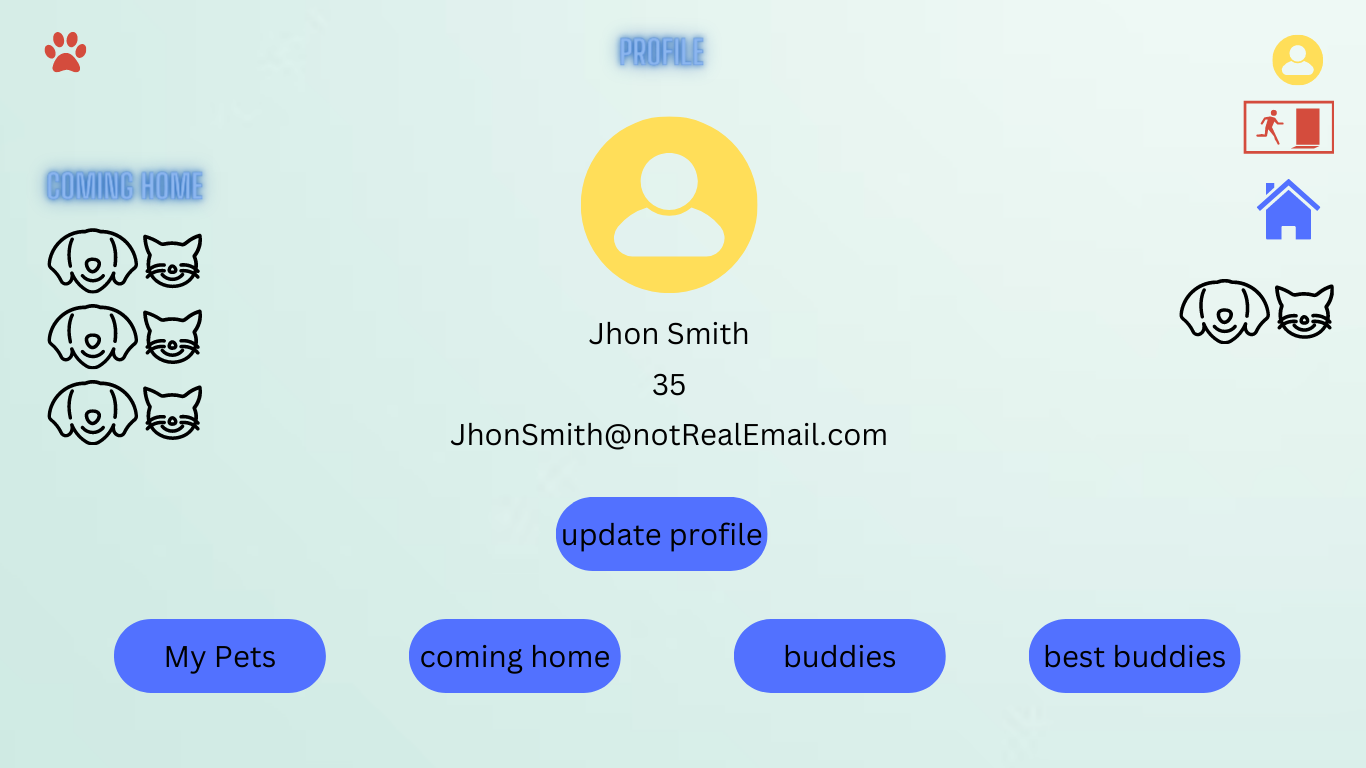 PROFILE
COMING HOME
Jhon Smith
35
JhonSmith@notRealEmail.com
update profile
My Pets
coming home
buddies
best buddies